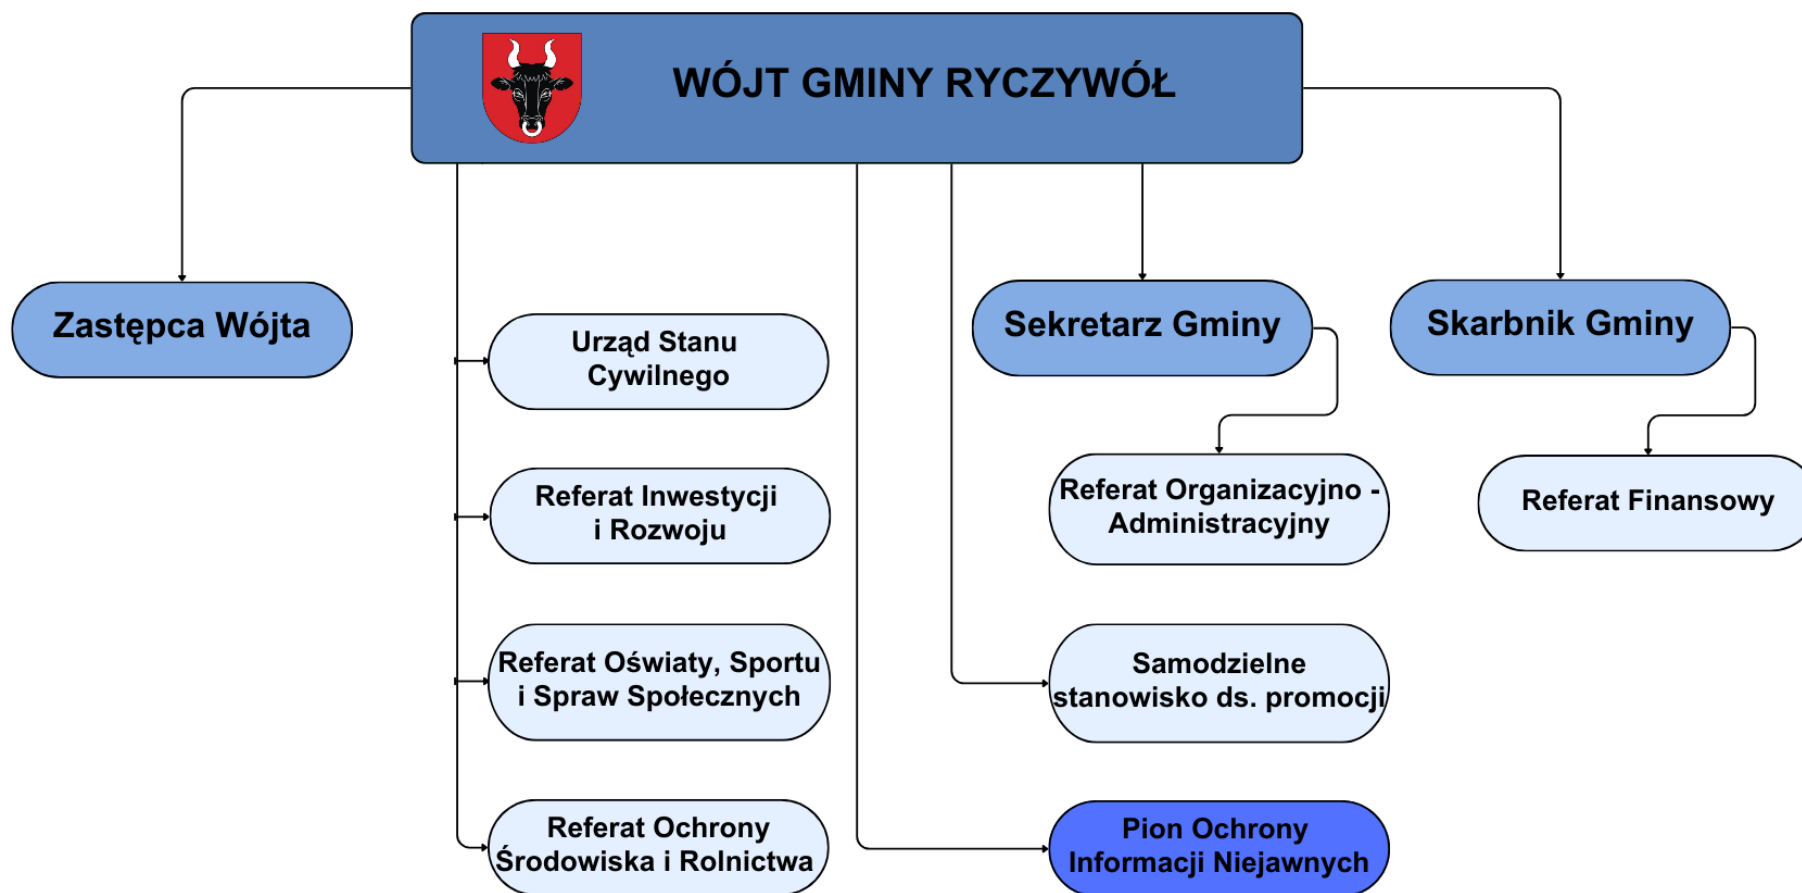 WÓJT GMINY RYCZYWÓŁ
Zastępca Wójta
Urząd Stanu
Cywilnego
Referat Inwestycji
i Rozwoju
Referat Oświaty, Sportu
i Spraw Społecznych
Referat Ochrony
Środowiska i Rolnictwa
Sekretarz Gminy
Referat Organizacyjno -
Administracyjny
Samodzielne
stanowisko ds. promocji
Pion Ochrony
Informacji Niejawnych
Skarbnik Gminy
Referat Finansowy